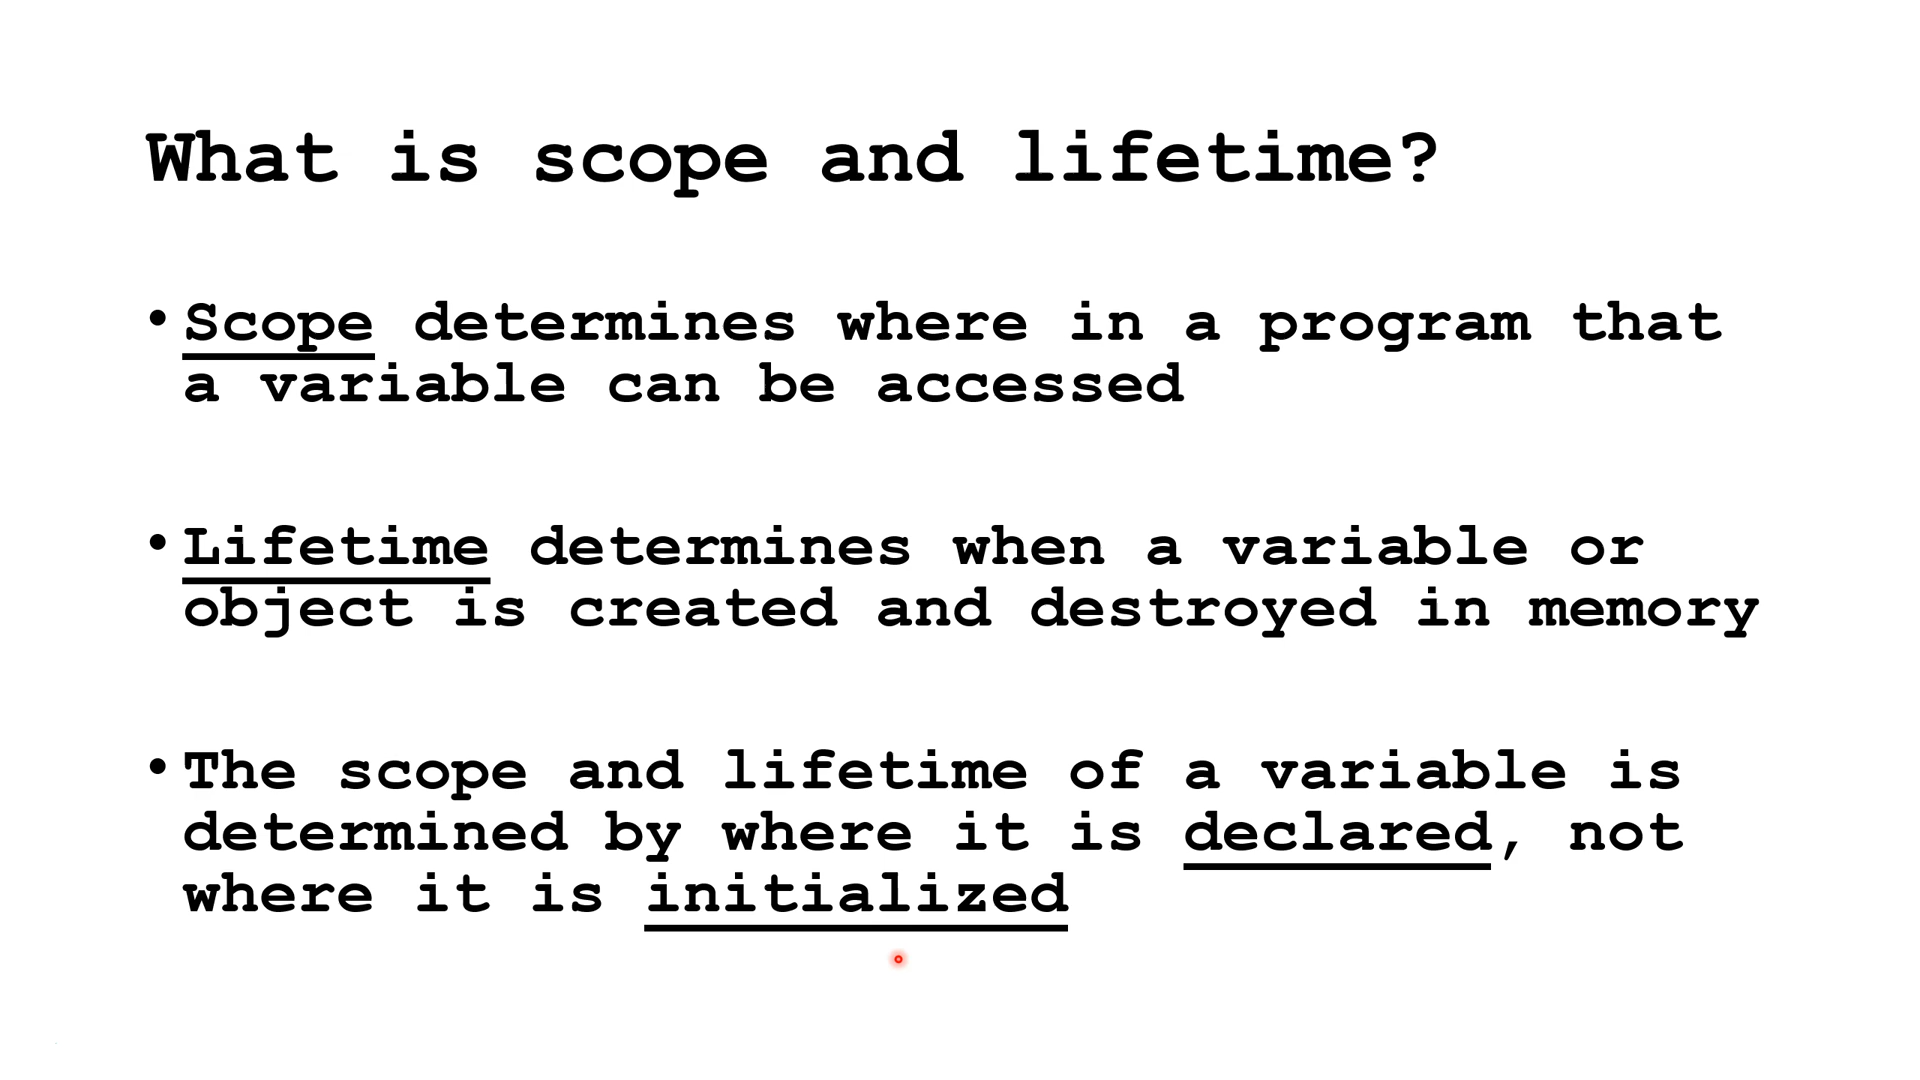 What is scope and lifetime?
• Scope determines where in a program that
a variable can be accessed
• Lifetime determines when a variable or
object is created and destroyed in memory
• The scope and lifetime of a variable is
determined by where it is declared, not
where it is initialized